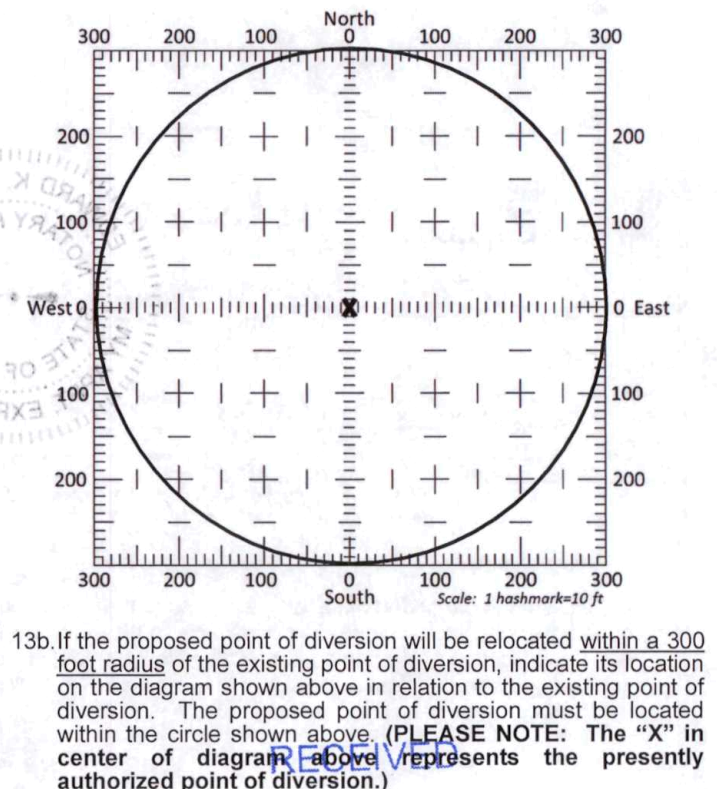 North
300 200 100 0 100 200 300
200 200
100 100
West 0 0 East
100 100
200 200
300 200 100 0 100 200 300
South Scale: 1 hashmark=10 ft
13b. If the proposed point of diversion will be relocated within a 300
foot radius of the existing point of diversion, indicate its location
on the diagram shown above in relation to the existing point of
diversion. The proposed point of diversion must be located
within the circle shown above. (PLEASE NOTE: The “X” in
center of diagram above represents the presently
RECEIVED
authorized point of diversion.)
X
NOTARY
STATE OF